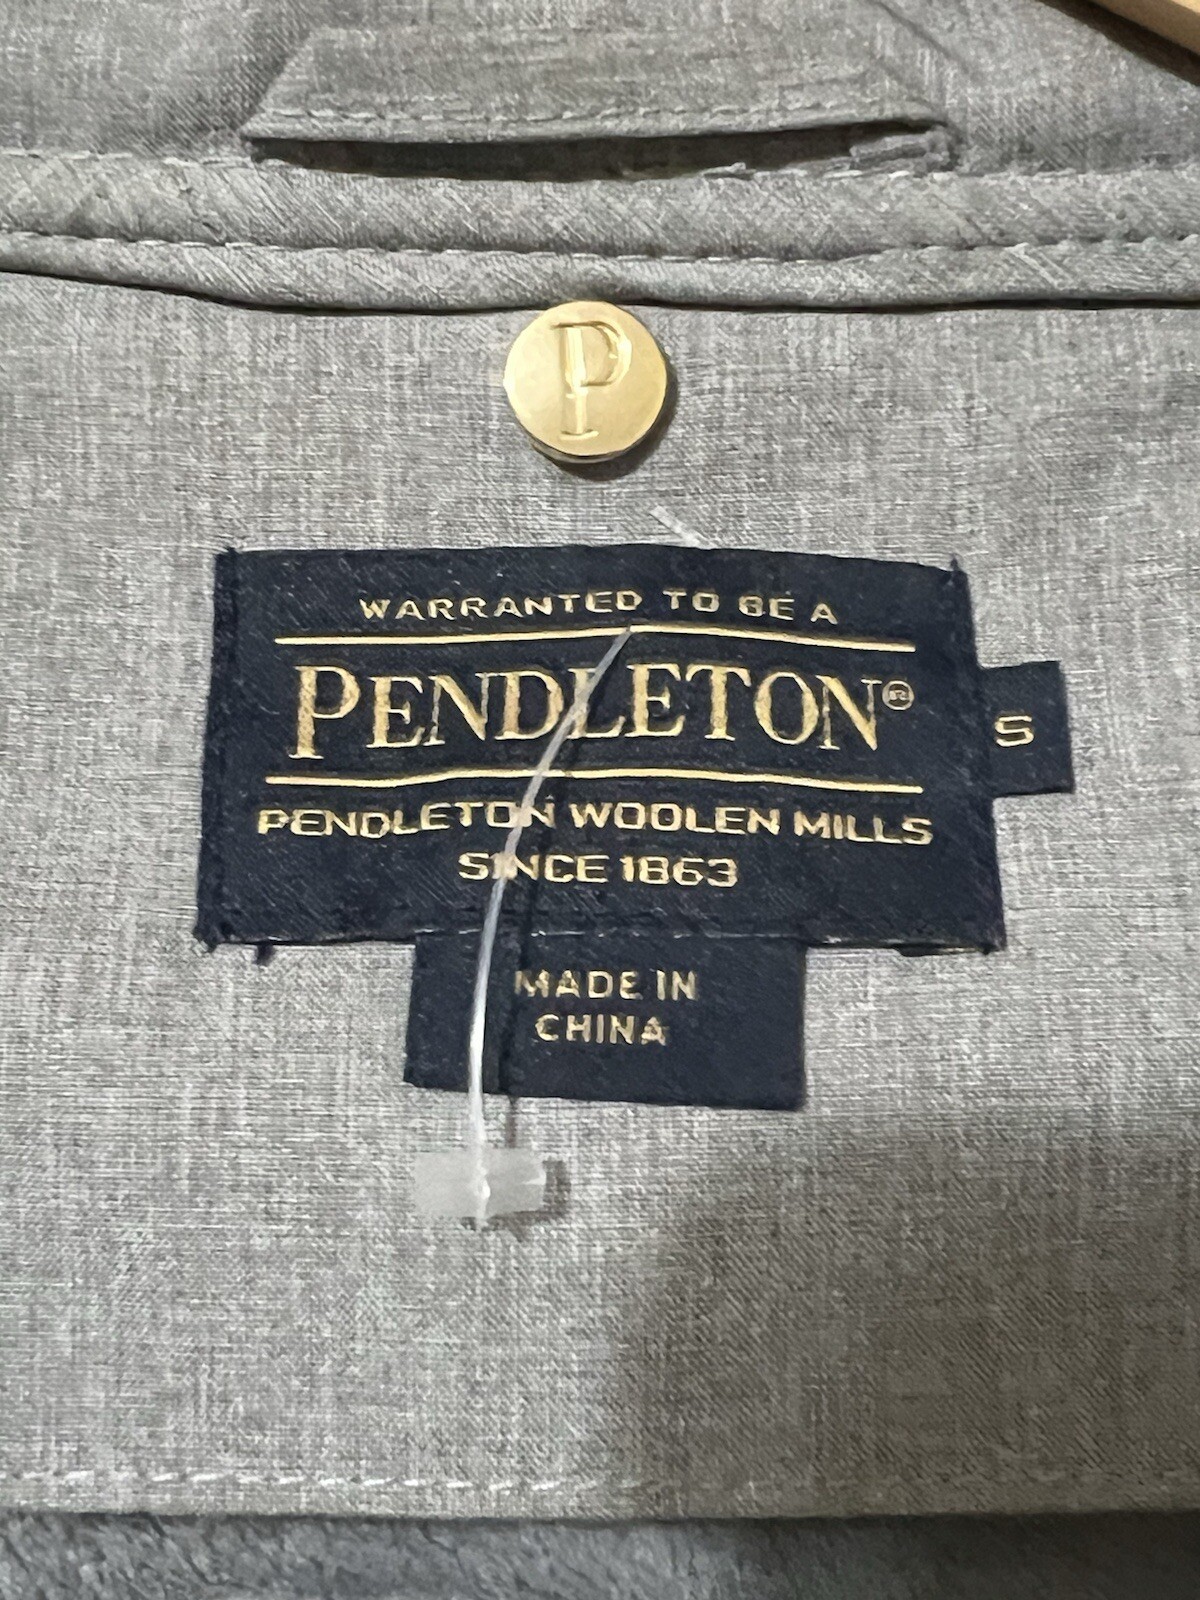 P
WARRANTED TO BE A
PENDLETON®
S
PENDLETON WOOLEN MILLS
SINCE 1863
MADE IN
CHINA